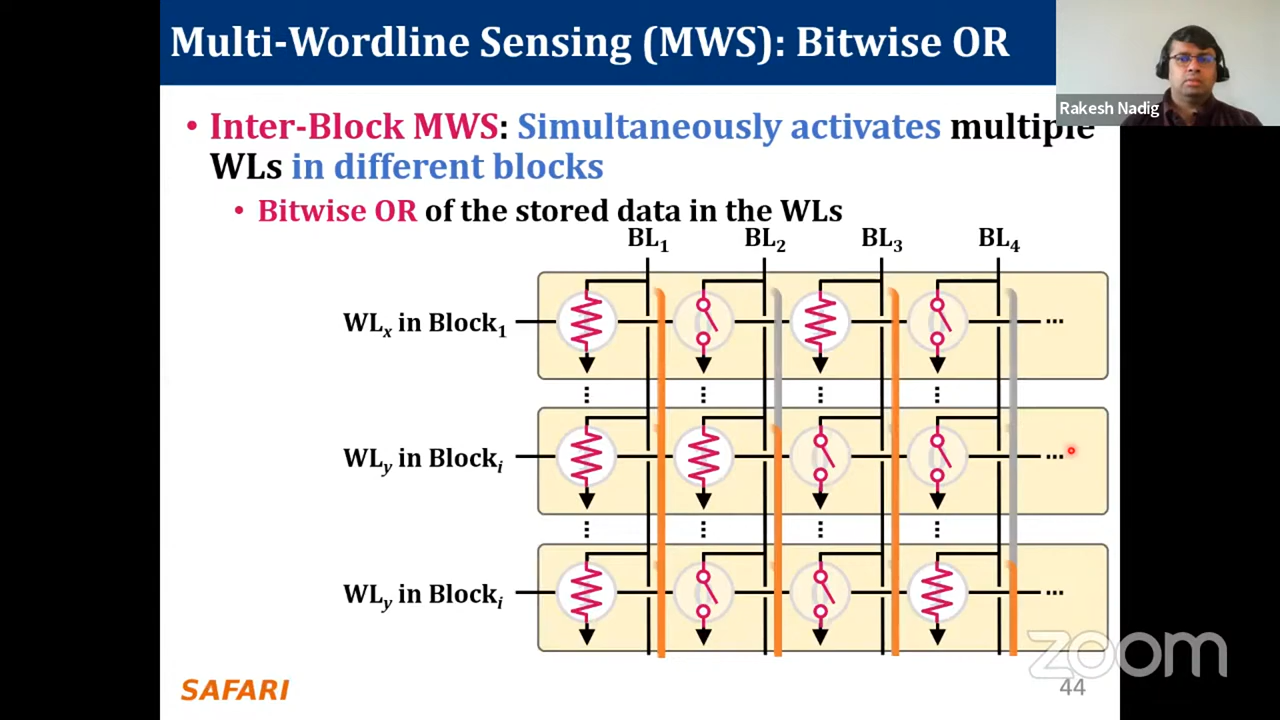 Multi-Wordline Sensing (MWS): Bitwise OR
Rakesh Nadig
• Inter-Block MWS: Simultaneously activates multiple
WLs in different blocks
• Bitwise OR of the stored data in the WLs
BL1 BL2 BL3 BL4
WLx in Block1 ...
WLy in Blocki ...
WLy in Blocki ...
zoom
SAFARI
44